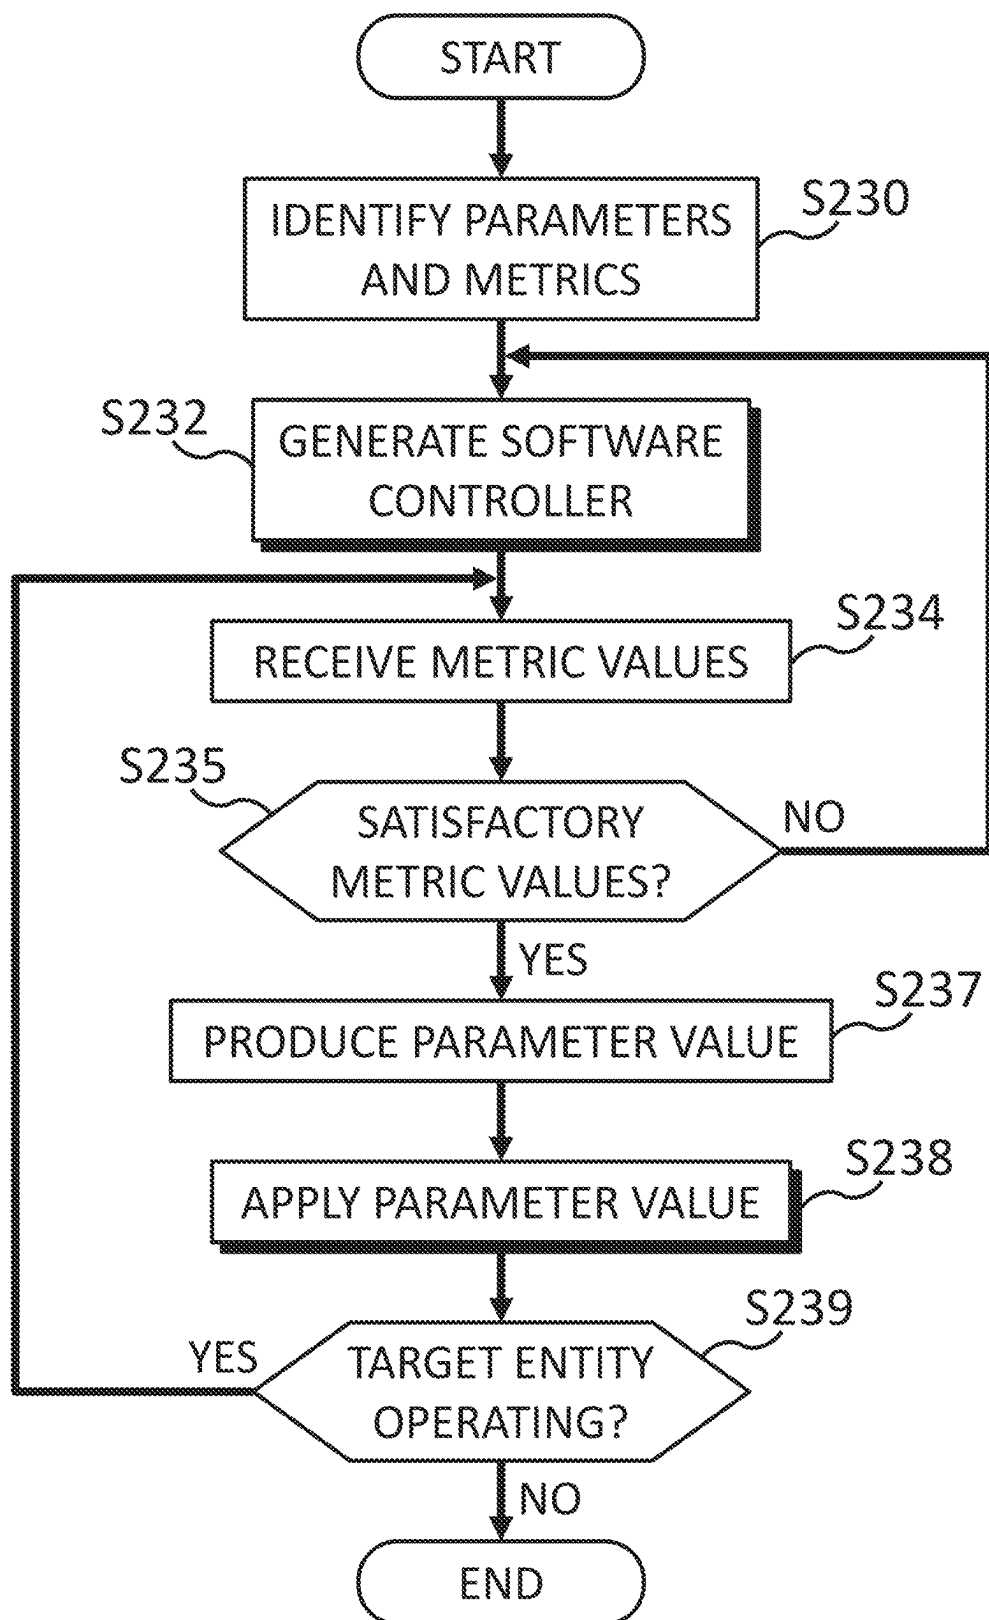 START
S230
IDENTIFY PARAMETERS
AND METRICS
S232
GENERATE SOFTWARE
CONTROLLER
S234
RECEIVE METRIC VALUES
S235
SATISFACTORY
METRIC VALUES?
NO
YES
S237
PRODUCE PARAMETER VALUE
S238
APPLY PARAMETER VALUE
S239
YES
TARGET ENTITY
OPERATING?
NO
END